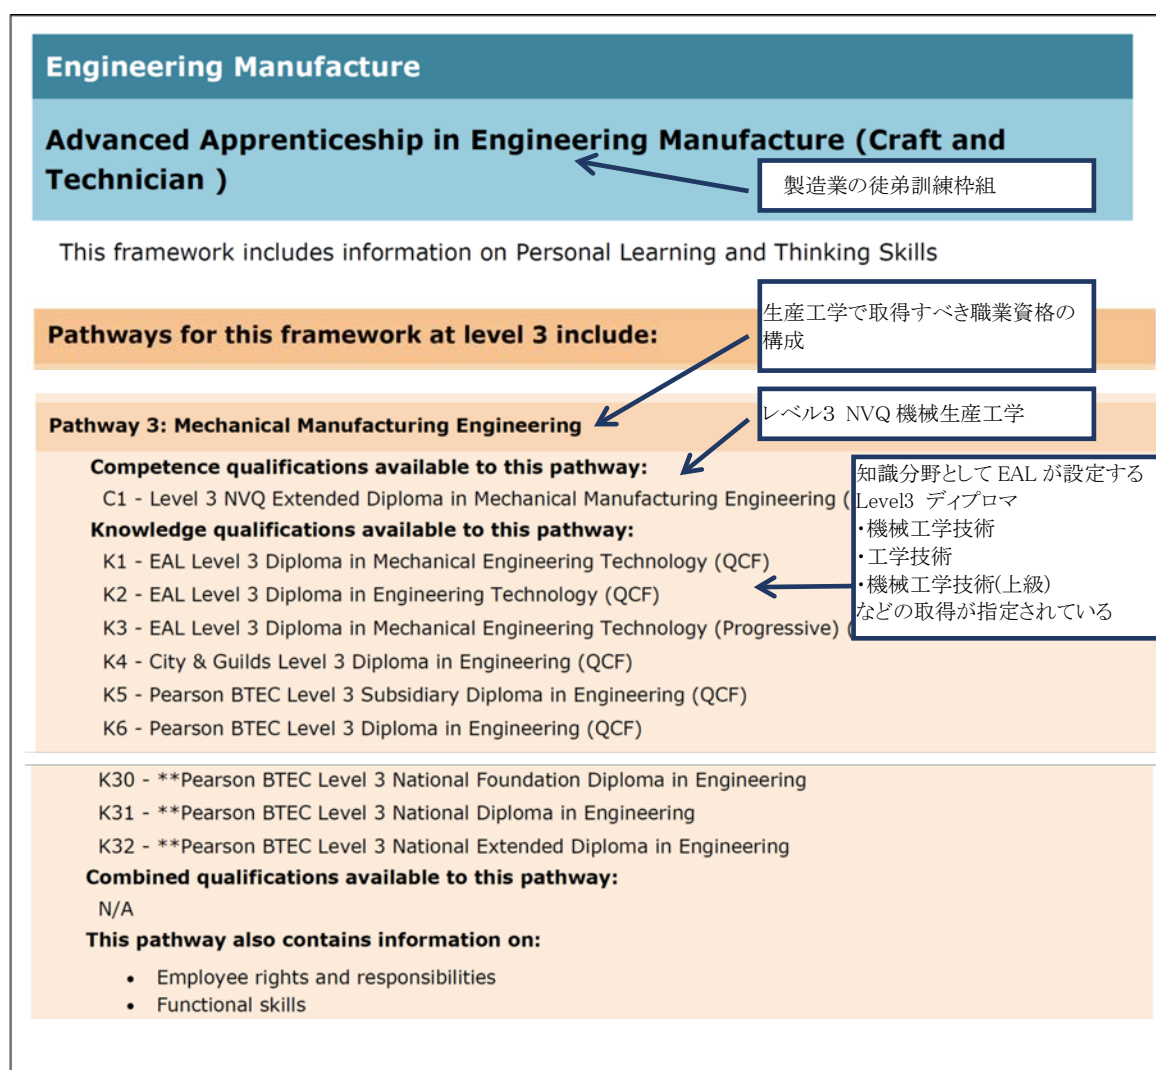 Engineering Manufacture
Advanced Apprenticeship in Engineering Manufacture (Craft and
Technician )
製造業の徒弟訓練枠組
This framework includes information on Personal Learning and Thinking Skills
生産工学で取得すべき職業資格の
構成
Pathways for this framework at level 3 include:
レベル3 NVQ 機械生産工学
Pathway 3: Mechanical Manufacturing Engineering
Competence qualifications available to this pathway:
C1 - Level 3 NVQ Extended Diploma in Mechanical Manufacturing Engineering (
知識分野として EAL が設定する
Level3 ディプロマ
・機械工学技術
・工学技術
・機械工学技術(上級)
などの取得が指定されている
Knowledge qualifications available to this pathway:
K1 - EAL Level 3 Diploma in Mechanical Engineering Technology (QCF)
K2 - EAL Level 3 Diploma in Engineering Technology (QCF)
K3 - EAL Level 3 Diploma in Mechanical Engineering Technology (Progressive) (
K4 - City & Guilds Level 3 Diploma in Engineering (QCF)
K5 - Pearson BTEC Level 3 Subsidiary Diploma in Engineering (QCF)
K6 - Pearson BTEC Level 3 Diploma in Engineering (QCF)
K30 - **Pearson BTEC Level 3 National Foundation Diploma in Engineering
K31 - **Pearson BTEC Level 3 National Diploma in Engineering
K32 - **Pearson BTEC Level 3 National Extended Diploma in Engineering
Combined qualifications available to this pathway:
N/A
This pathway also contains information on:
• Employee rights and responsibilities
• Functional skills